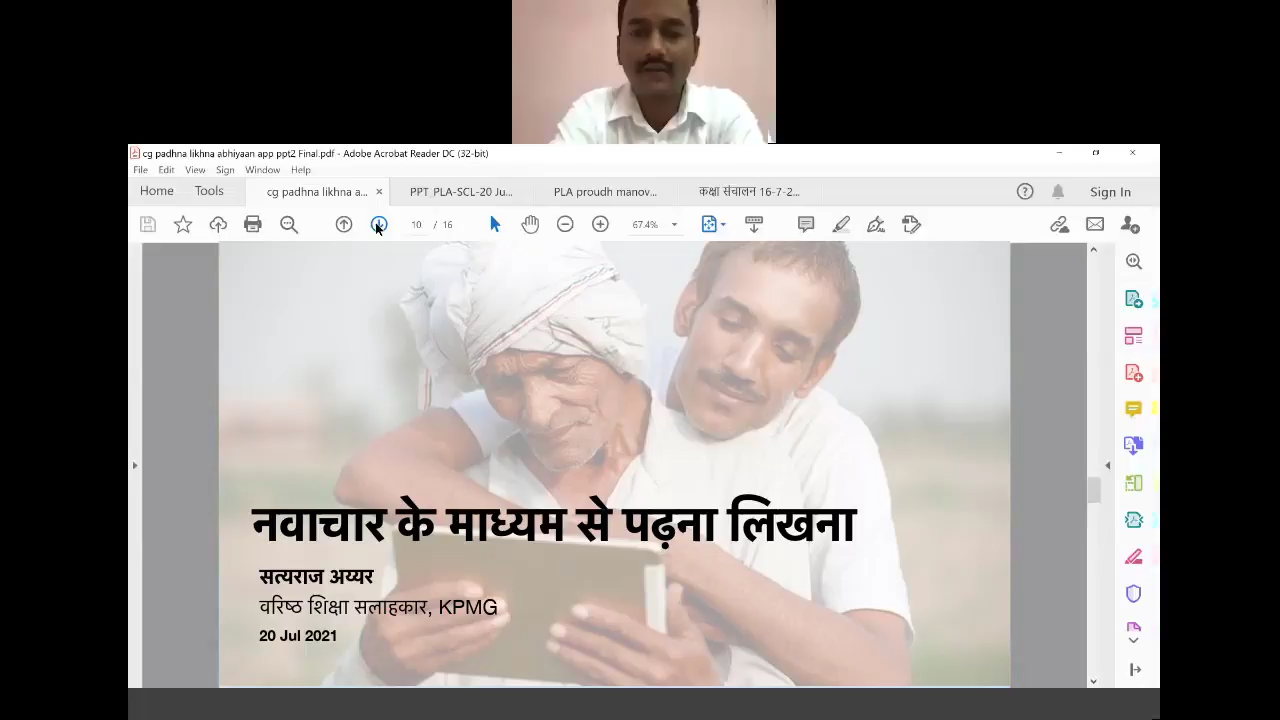 cg padhna likhna abhiyaan app ppt2 Final.pdf - Adobe Acrobat Reader DC (32-bit)
File Edit View Sign Window Help
Home Tools cg padhna likhna a... PPT_PLA-SCL-20 Ju... PLA proudh manov... कक्षा संचालन 16-7-2... Sign In
10 / 16 67.4%
नवाचार के माध्यम से पढ़ना लिखना
सत्यराज अय्यर
वरिष्ठ शिक्षा सलाहकार, KPMG
20 Jul 2021